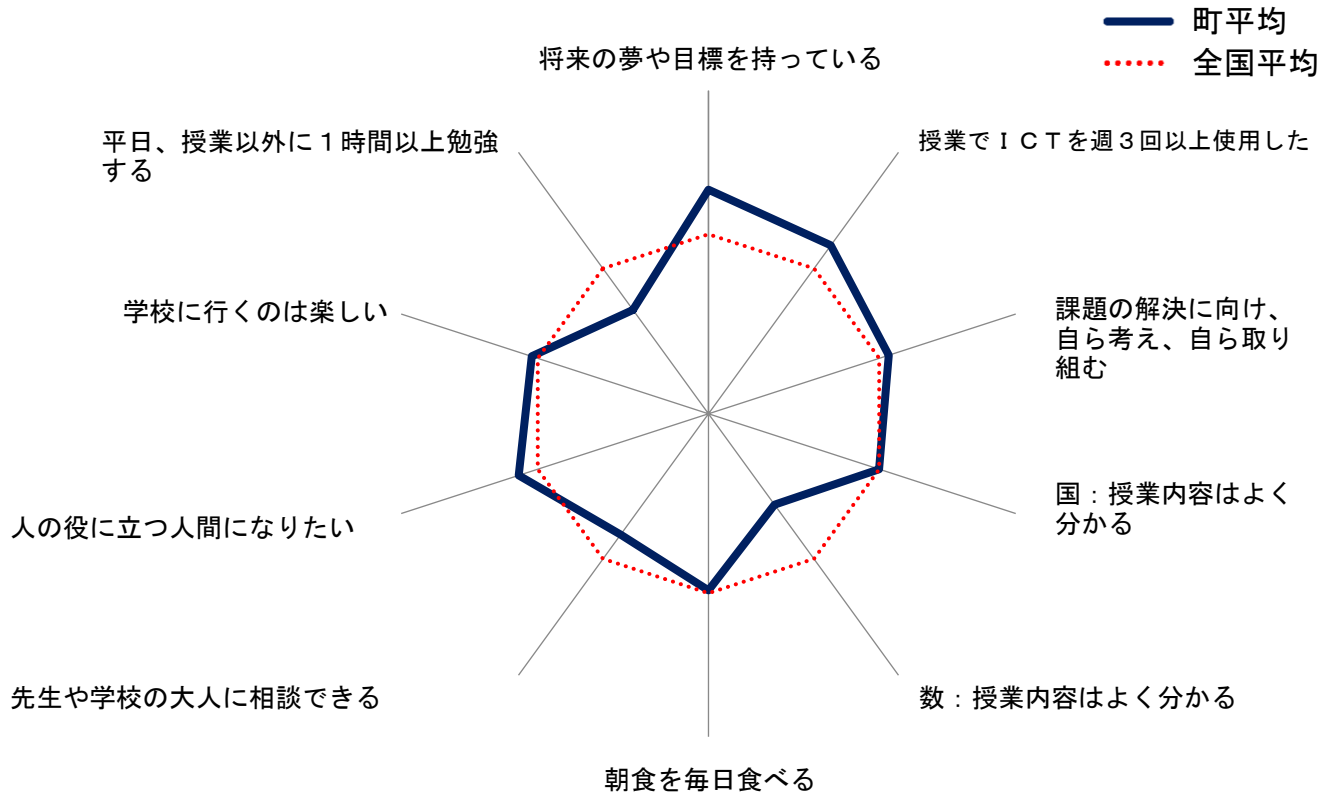 町平均
全国平均
将来の夢や目標を持っている
授業でＩＣＴを週３回以上使用した
課題の解決に向け、
自ら考え、自ら取り
組む
国：授業内容はよく
分かる
数：授業内容はよく分かる
朝食を毎日食べる
先生や学校の大人に相談できる
人の役に立つ人間になりたい
学校に行くのは楽しい
平日、授業以外に１時間以上勉強
する